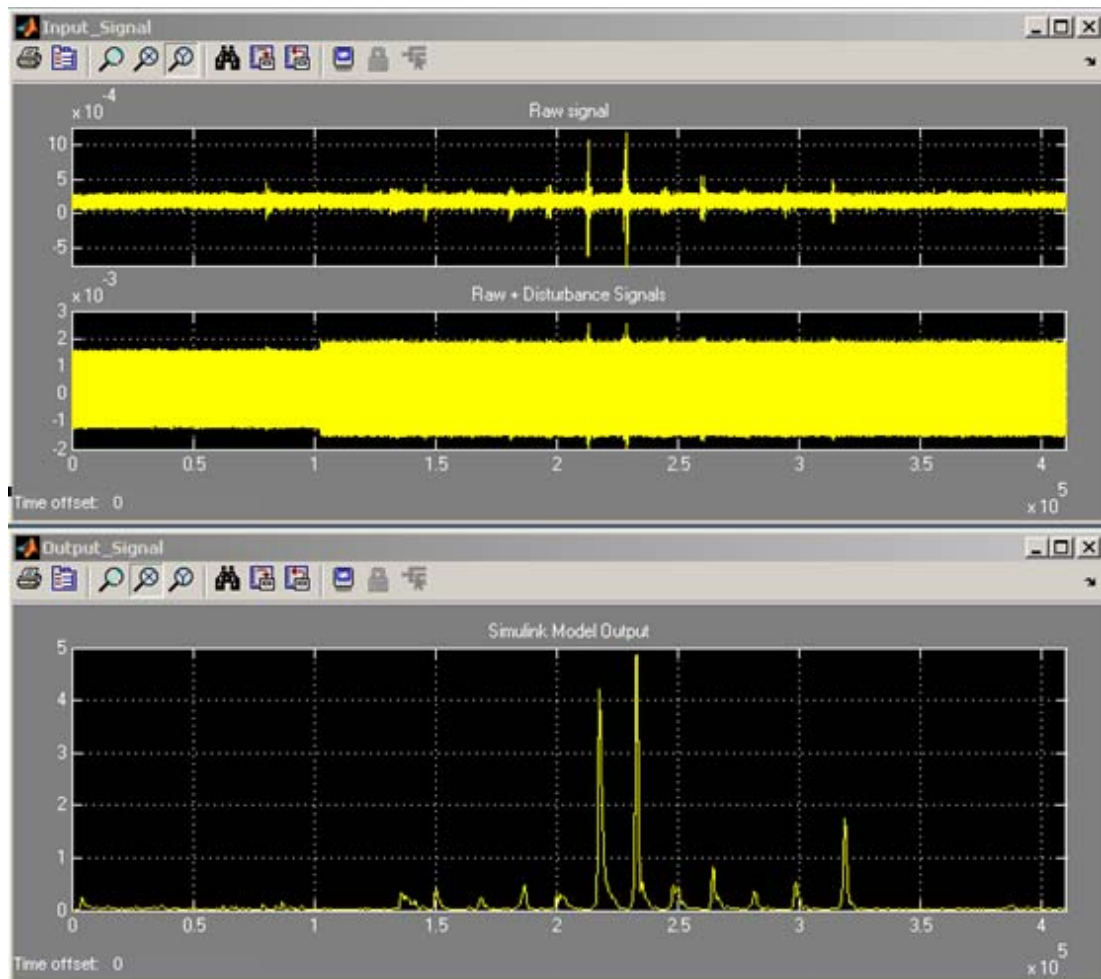 Input_Signal
x 10^-4
Raw signal
10
5
0
-5
x 10^-3
Raw + Disturbance Signals
3
2
1
0
-1
-2
0 0.5 1 1.5 2 2.5 3 3.5 4
x 10^5
Time offset: 0
Output_Signal
Simulink Model Output
5
4
3
2
1
0
0 0.5 1 1.5 2 2.5 3 3.5 4
x 10^5
Time offset: 0